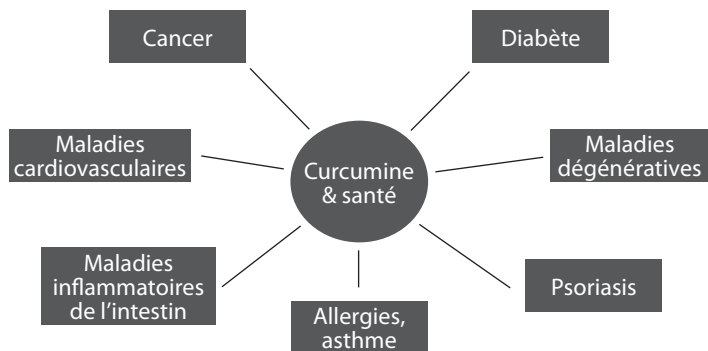 Cancer
Diabète
Maladies
cardiovasculaires
Curcumine
& santé
Maladies
dégénératives
Maladies
inflammatoires
de l’intestin
Allergies,
asthme
Psoriasis